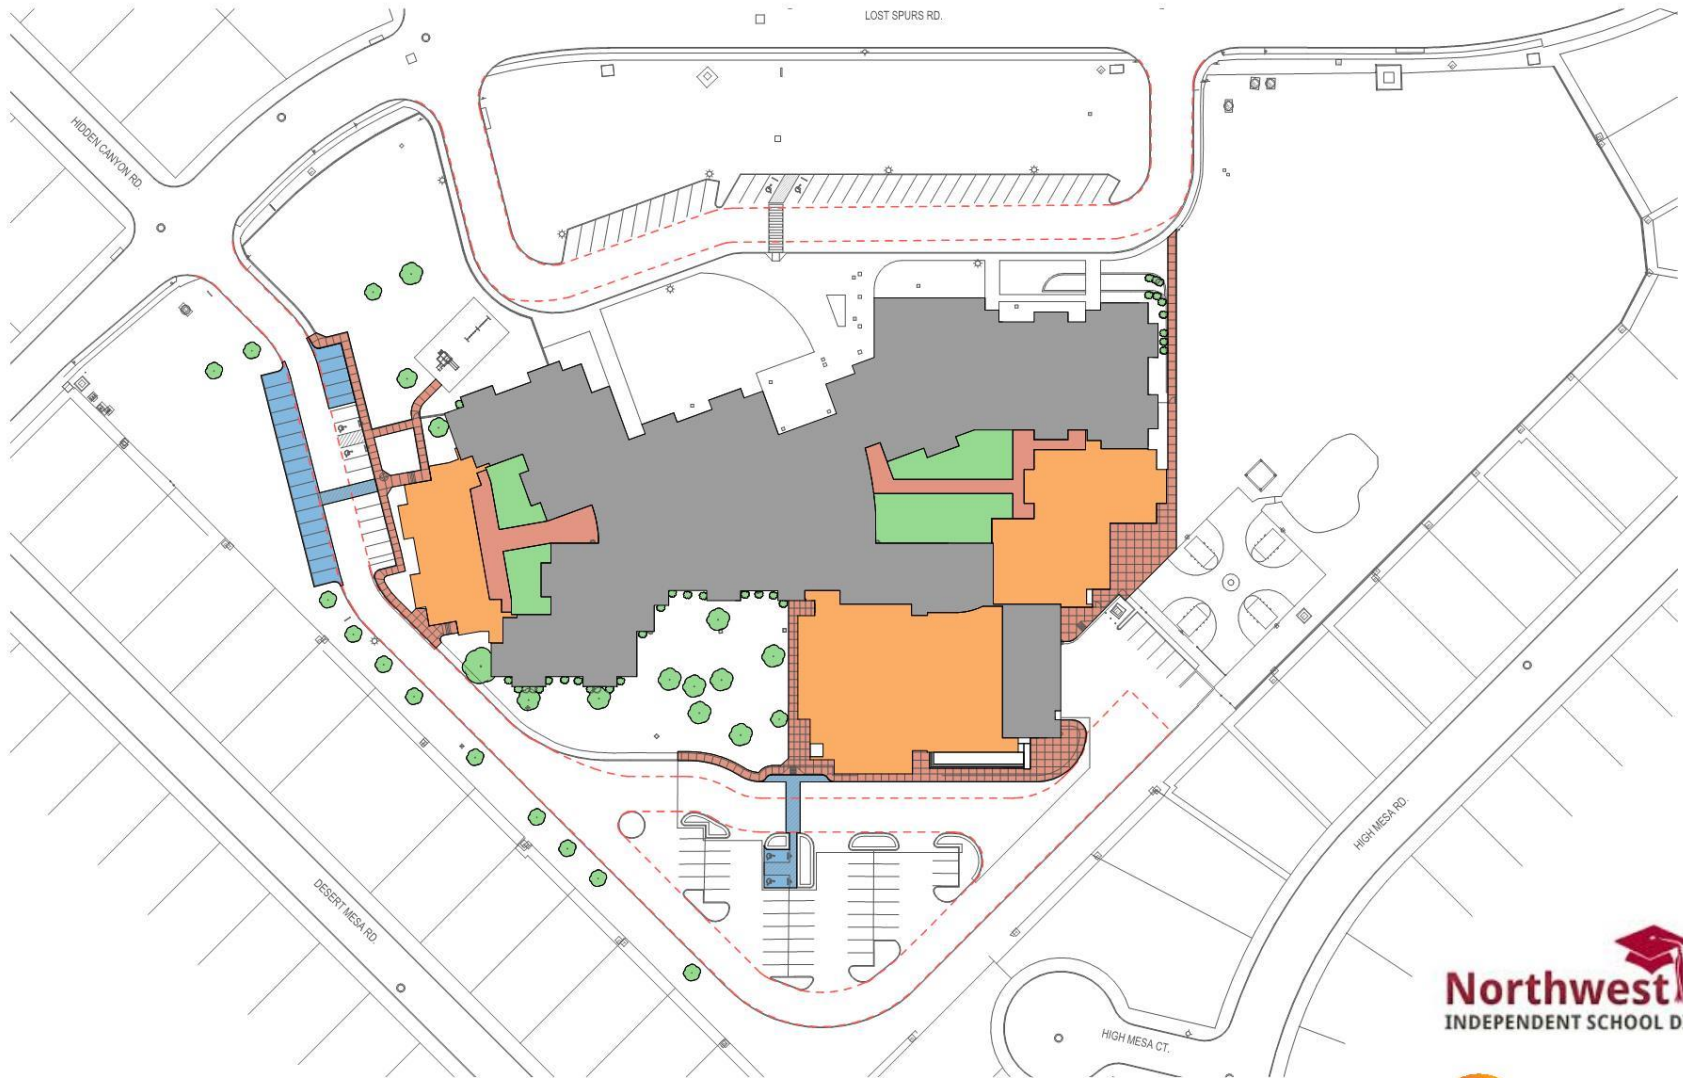 LOST SPURS RD.
HIDDEN CANYON RD.
HIGH MESA RD.
DESERT MESA RD.
Northwest
INDEPENDENT SCHOOL D
HIGH MESA CT.